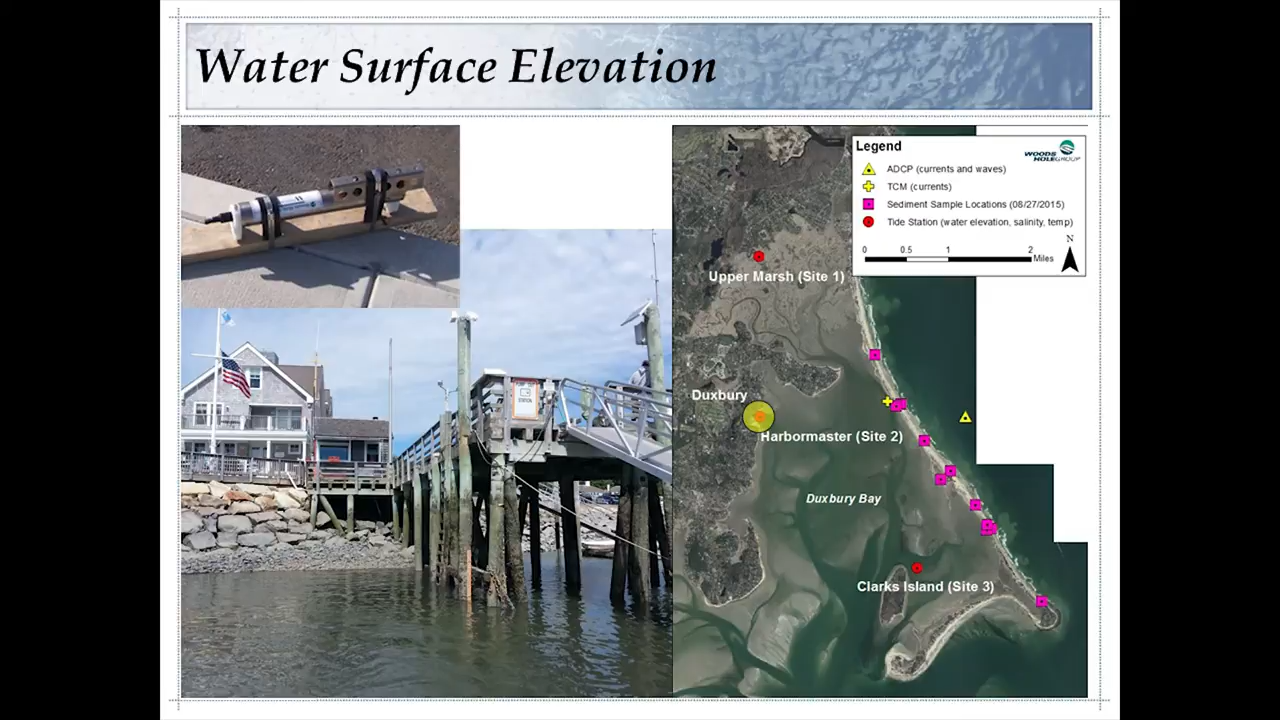 Water Surface Elevation
STATION
Legend
WOODS
HOLE GROUP
ADCP (currents and waves)
TCM (currents)
Sediment Sample Locations (08/27/2015)
Tide Station (water elevation, salinity, temp)
0 0.5 1 2
Miles
N
Upper Marsh (Site 1)
Duxbury
Harbormaster (Site 2)
Duxbury Bay
Clarks Island (Site 3)